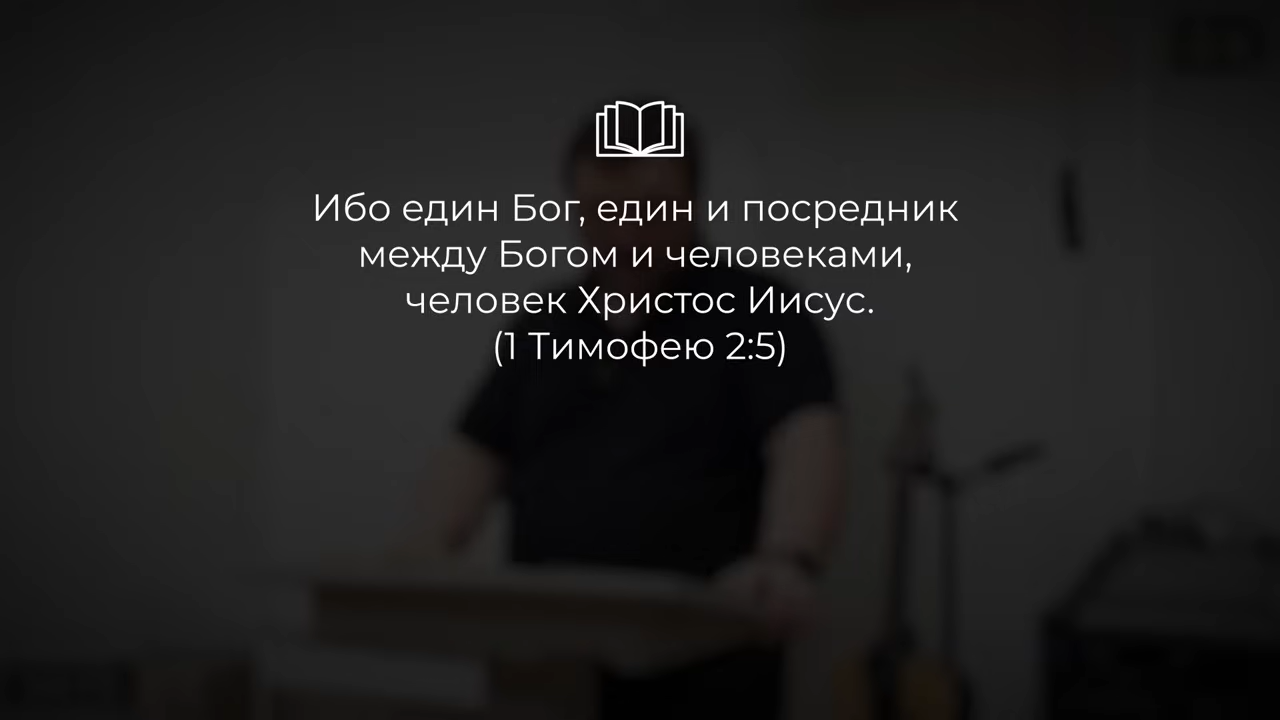 Ибо един Бог, един и посредник
между Богом и человеками,
человек Христос Иисус.
(1 Тимофею 2:5)